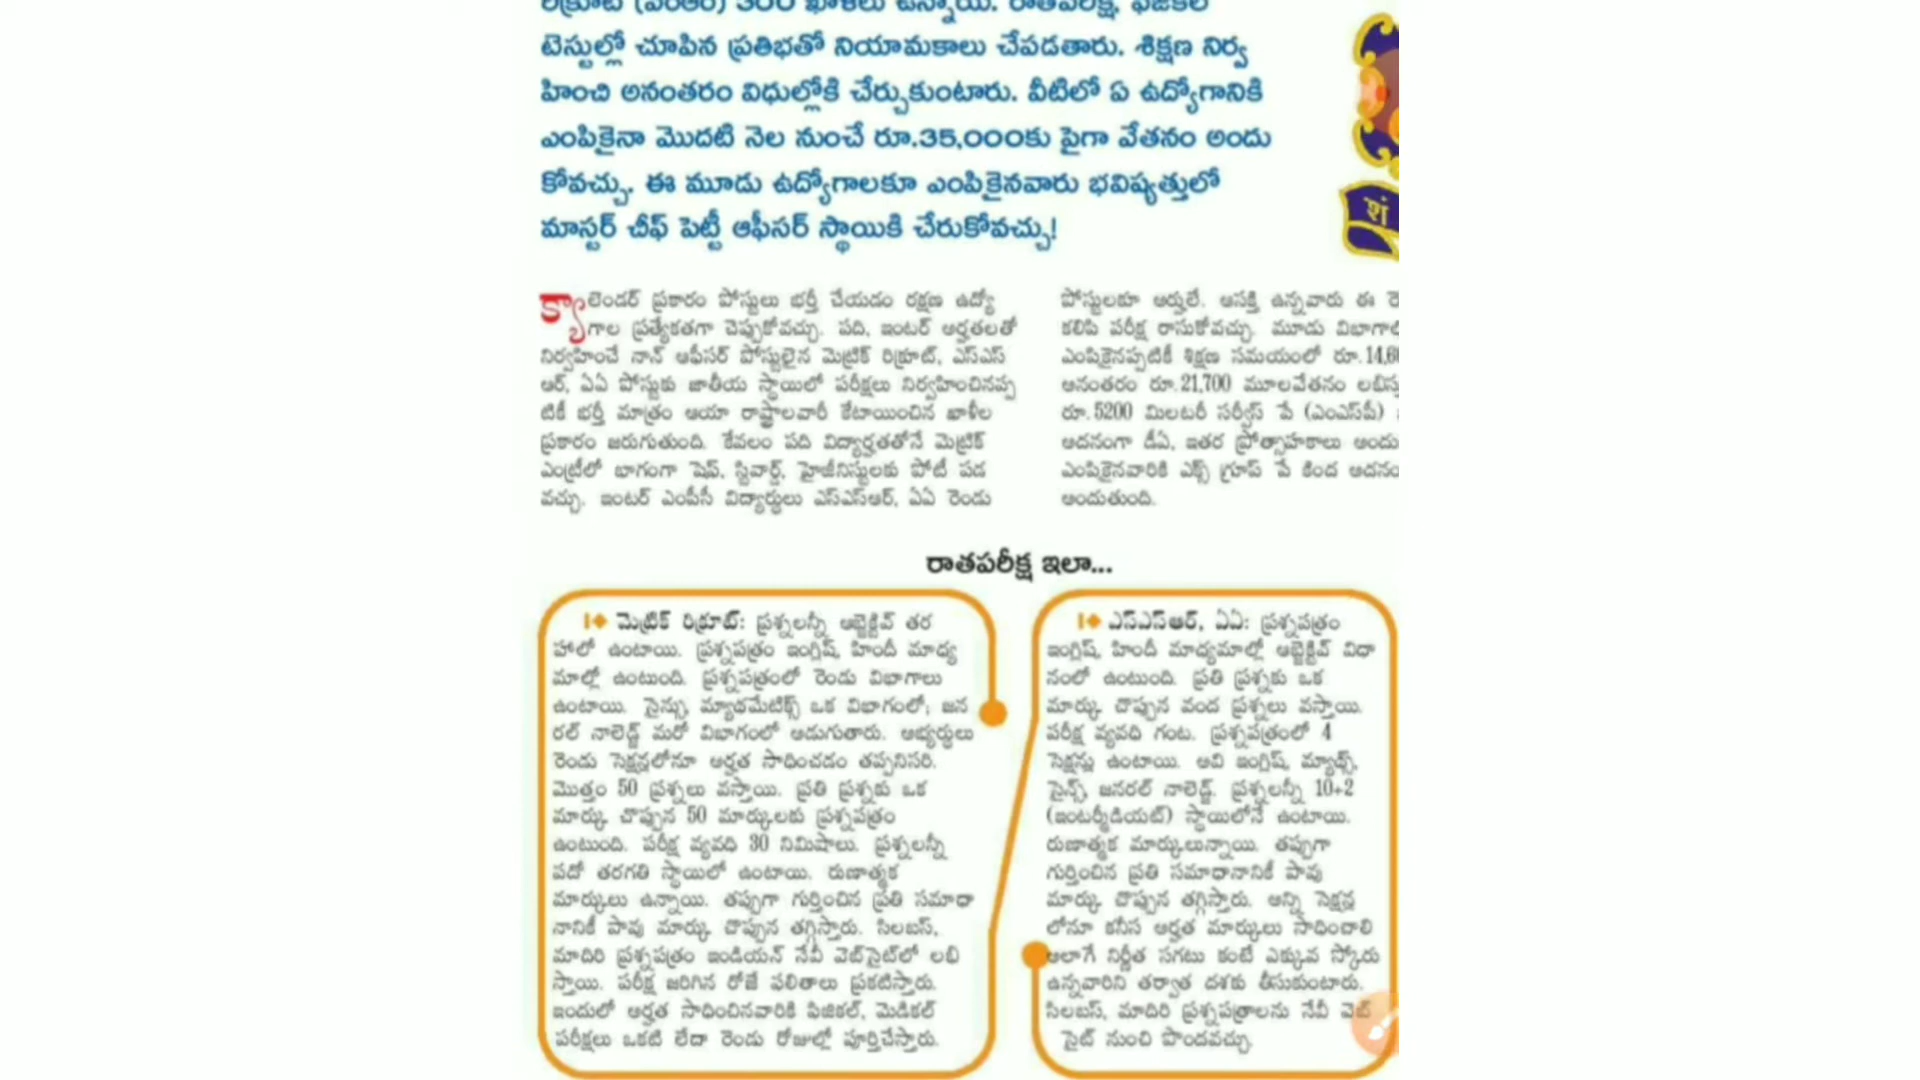 రిక్రూట్ (ఎంఆర్) 300 ఖాళీలు ఉన్నాయి. రాతపరీక్ష, ఫిజికల్
టెస్టుల్లో చూపిన ప్రతిభతో నియామకాలు చేపడతారు. శిక్షణ నిర్వ
హించి అనంతరం విధుల్లోకి చేర్చుకుంటారు. వీటిలో ఏ ఉద్యోగానికి
ఎంపికైనా మొదటి నెల నుంచే రూ.35,000కు పైగా వేతనం అందు
కోవచ్చు. ఈ మూడు ఉద్యోగాలకూ ఎంపికైనవారు భవిష్యత్తులో
మాస్టర్ చీఫ్ పెట్టీ ఆఫీసర్ స్థాయికి చేరుకోవచ్చు!
शं
క్యాలెండర్ ప్రకారం పోస్టులు భర్తీ చేయడం రక్షణ ఉద్యో
గాల ప్రత్యేకతగా చెప్పుకోవచ్చు. పది, ఇంటర్ అర్హతలతో
నిర్వహించే నాన్ ఆఫీసర్ పోస్టులైన మెట్రిక్ రిక్రూట్, ఎస్ఎస్
ఆర్, ఏఏ పోస్టుకు జాతీయ స్థాయిలో పరీక్షలు నిర్వహించినప్ప
టికీ భర్తీ మాత్రం ఆయా రాష్ట్రాలవారీ కేటాయించిన ఖాళీల
ప్రకారం జరుగుతుంది. కేవలం పది విద్యార్హతతోనే మెట్రిక్
ఎంట్రీలో భాగంగా షెఫ్, స్టివార్డ్, హైజీనిస్టులకు పోటీ పడ
వచ్చు. ఇంటర్ ఎంపీసీ విద్యార్థులు ఎస్ఎస్ఆర్, ఏఏ రెండు
పోస్టులకూ అర్హులే. ఆసక్తి ఉన్నవారు ఈ
కలిపి పరీక్ష రాసుకోవచ్చు. మూడు
ఎంపికైనప్పటికీ శిక్షణ సమయంలో
అనంతరం రూ.21,700 మూలవేతనం
రూ.5200 మిలటరీ సర్వీస్ పే (ఎంఎస్‌పీ)
అదనంగా డీఏ, ఇతర ప్రోత్సాహకాలు
ఎంపికైనవారికి ఎక్స్ గ్రూప్ పే కింద
అందుతుంది.
రాతపరీక్ష ఇలా...
మెట్రిక్ రిక్రూట్: ప్రశ్నలన్నీ ఆబ్జెక్టివ్ తర
హాలో ఉంటాయి. ప్రశ్నపత్రం ఇంగ్లిష్, హిందీ మాధ్య
మాల్లో ఉంటుంది. ప్రశ్నపత్రంలో రెండు విభాగాలు
ఉంటాయి. సైన్సు, మ్యాథమేటిక్స్ ఒక విభాగంలో; జన
రల్ నాలెడ్జ్ మరో విభాగంలో అడుగుతారు. అభ్యర్థులు
రెండు సెక్షన్లలోనూ అర్హత సాధించడం తప్పనిసరి.
మొత్తం 50 ప్రశ్నలు వస్తాయి. ప్రతి ప్రశ్నకు ఒక
మార్కు చొప్పున 50 మార్కులకు ప్రశ్నపత్రం
ఉంటుంది. పరీక్ష వ్యవధి 30 నిమిషాలు. ప్రశ్నలన్నీ
పదో తరగతి స్థాయిలో ఉంటాయి. రుణాత్మక
మార్కులు ఉన్నాయి. తప్పుగా గుర్తించిన ప్రతి సమాధా
నానికీ పావు మార్కు చొప్పున తగ్గిస్తారు. సిలబస్,
మాదిరి ప్రశ్నపత్రం ఇండియన్ నేవీ వెబ్‌సైట్‌లో లభి
స్తాయి. పరీక్ష జరిగిన రోజే ఫలితాలు ప్రకటిస్తారు.
ఇందులో అర్హత సాధించినవారికి ఫిజికల్, మెడికల్
పరీక్షలు ఒకటి లేదా రెండు రోజుల్లో పూర్తిచేస్తారు.
ఎస్ఎస్ఆర్, ఏఏ: ప్రశ్నపత్రం
ఇంగ్లిష్, హిందీ మాధ్యమాల్లో ఆబ్జెక్టివ్ విధా
నంలో ఉంటుంది. ప్రతి ప్రశ్నకు ఒక
మార్కు చొప్పున వంద ప్రశ్నలు వస్తాయి.
పరీక్ష వ్యవధి గంట. ప్రశ్నపత్రంలో 4
సెక్షన్లు ఉంటాయి. అవి ఇంగ్లిష్, మ్యాథ్స్,
సైన్స్, జనరల్ నాలెడ్జ్. ప్రశ్నలన్నీ 10+2
(ఇంటర్మీడియట్) స్థాయిలోనే ఉంటాయి.
రుణాత్మక మార్కులున్నాయి. తప్పుగా
గుర్తించిన ప్రతి సమాధానానికీ పావు
మార్కు చొప్పున తగ్గిస్తారు. అన్ని సెక్షన్ల
లోనూ కనీస అర్హత మార్కులు సాధించాలి
అలాగే నిర్ణీత సగటు కంటే ఎక్కువ స్కోరు
ఉన్నవారిని తర్వాత దశకు తీసుకుంటారు.
సిలబస్, మాదిరి ప్రశ్నపత్రాలను నేవీ వెబ్
సైట్ నుంచి పొందవచ్చు.